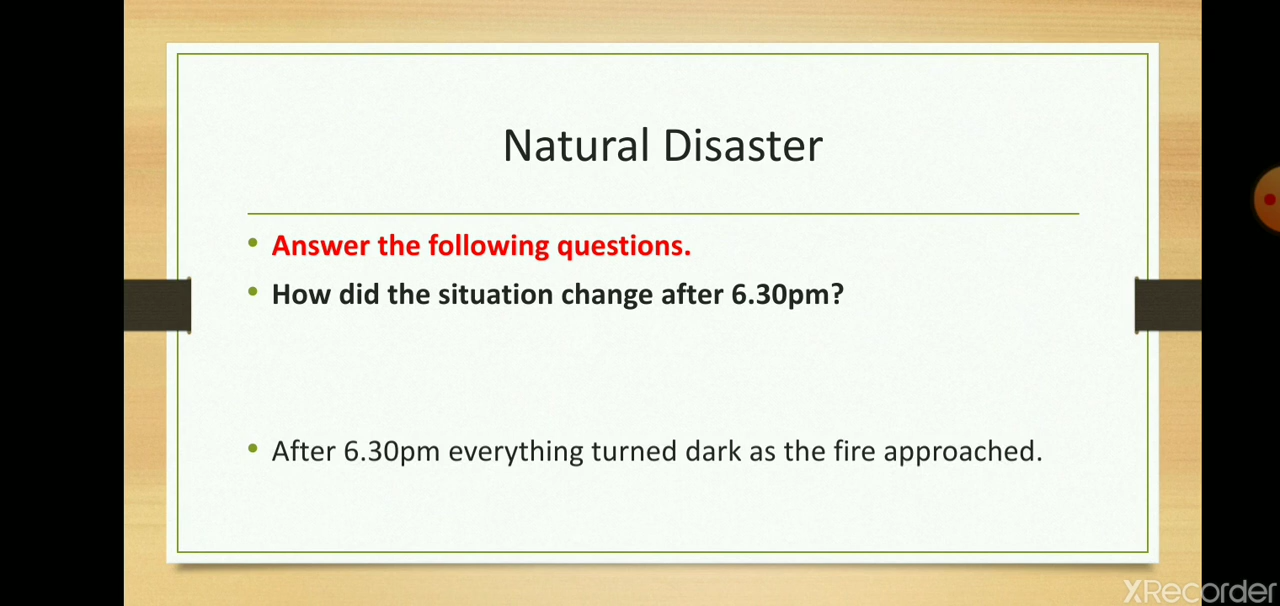 Natural Disaster
Answer the following questions.
How did the situation change after 6.30pm?
After 6.30pm everything turned dark as the fire approached.
XRecorder